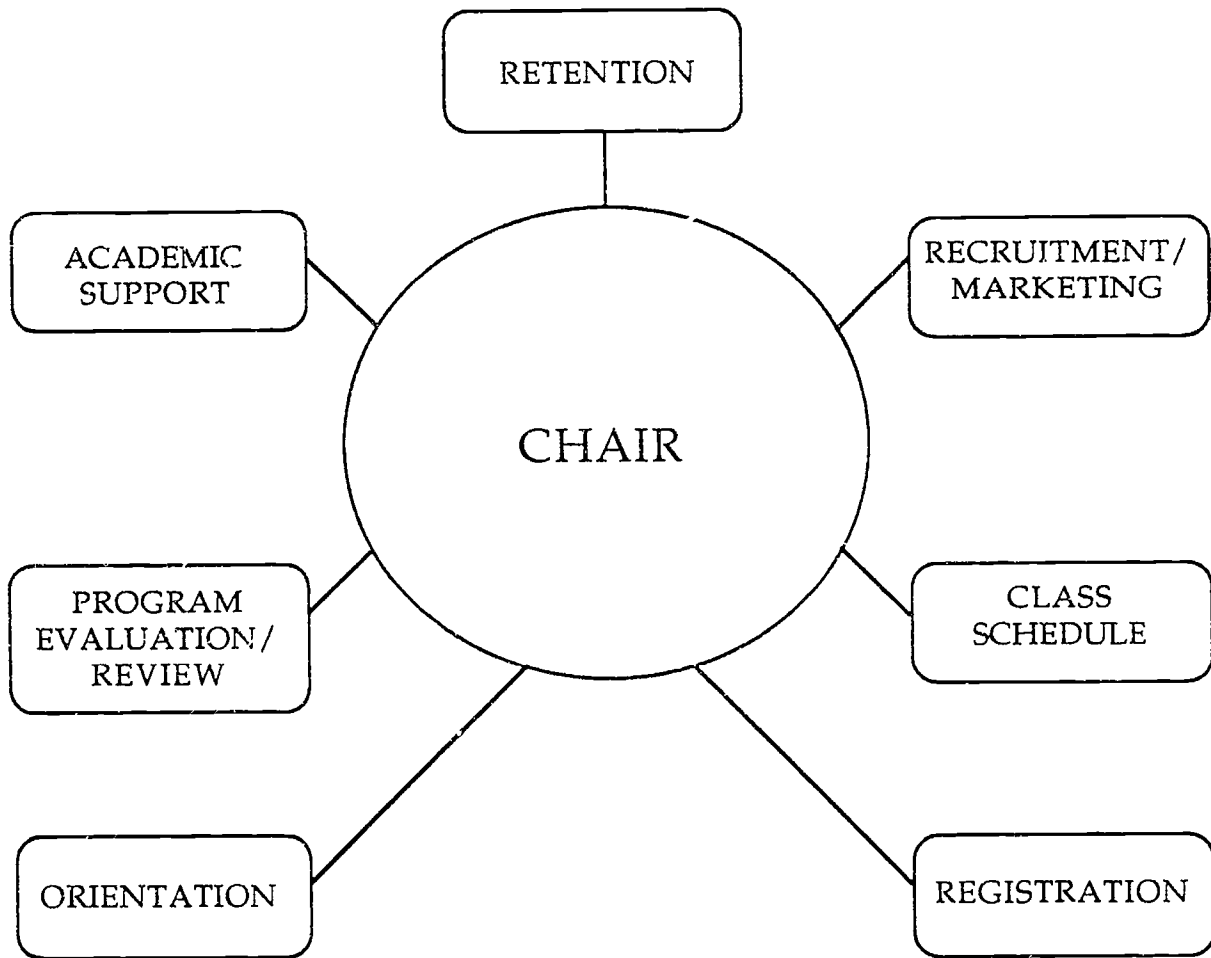 RETENTION
ACADEMIC
SUPPORT
RECRUITMENT/
MARKETING
CHAIR
PROGRAM
EVALUATION/
REVIEW
CLASS
SCHEDULE
ORIENTATION
REGISTRATION